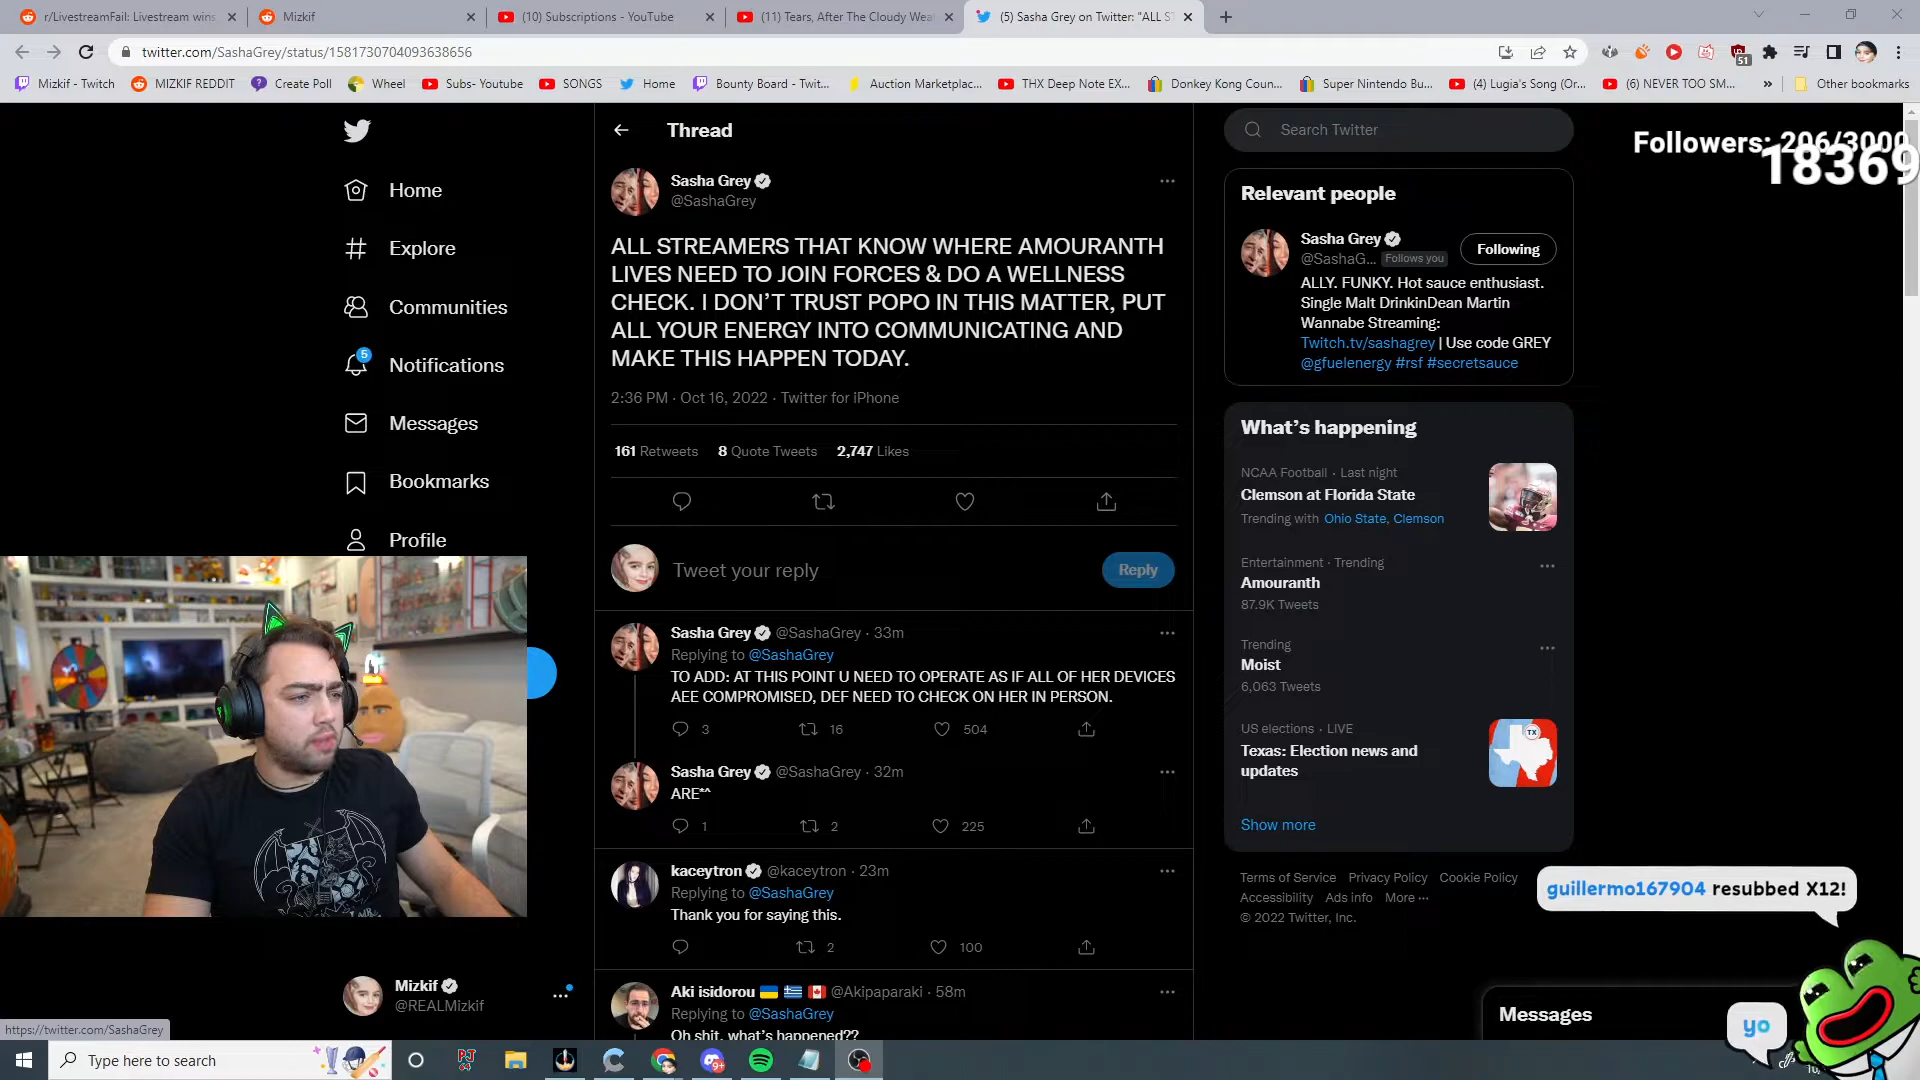 r/LivestreamFail: Livestream wins
Mizkif
(10) Subscriptions - YouTube
(11) Tears, After The Cloudy Wea
(5) Sasha Grey on Twitter: "ALL ST
twitter.com/SashaGrey/status/1581730704093638656
51
Mizkif - Twitch
MIZKIF REDDIT
Create Poll
Wheel
Subs- Youtube
SONGS
Home
Bounty Board - Twit...
Auction Marketplac...
THX Deep Note EX...
Donkey Kong Coun...
Super Nintendo Bu...
(4) Lugia's Song (Or...
(6) NEVER TOO SM...
Other bookmarks
Home
Explore
Communities
5
Notifications
Messages
Bookmarks
Profile
Mizkif
@REALMizkif
Thread
Sasha Grey
@SashaGrey
ALL STREAMERS THAT KNOW WHERE AMOURANTH
LIVES NEED TO JOIN FORCES & DO A WELLNESS
CHECK. I DON’T TRUST POPO IN THIS MATTER, PUT
ALL YOUR ENERGY INTO COMMUNICATING AND
MAKE THIS HAPPEN TODAY.
2:36 PM · Oct 16, 2022 · Twitter for iPhone
161 Retweets 8 Quote Tweets 2,747 Likes
Tweet your reply
Reply
Sasha Grey @SashaGrey · 33m
Replying to @SashaGrey
TO ADD: AT THIS POINT U NEED TO OPERATE AS IF ALL OF HER DEVICES
AEE COMPROMISED, DEF NEED TO CHECK ON HER IN PERSON.
3 16 504
Sasha Grey @SashaGrey · 32m
ARE*^
1 2 225
kaceytron @kaceytron · 23m
Replying to @SashaGrey
Thank you for saying this.
2 100
Aki isidorou @Akipaparaki · 58m
Replying to @SashaGrey
Oh shit, what’s happened??
Search Twitter
Followers: 206/3000
18369
Relevant people
Sasha Grey
@SashaG... Follows you
Following
ALLY. FUNKY. Hot sauce enthusiast.
Single Malt DrinkinDean Martin
Wannabe Streaming:
Twitch.tv/sashagrey | Use code GREY
@gfuelenergy #rsf #secretsauce
What’s happening
NCAA Football · Last night
Clemson at Florida State
Trending with Ohio State, Clemson
Entertainment · Trending
Amouranth
87.9K Tweets
Trending
Moist
6,063 Tweets
US elections · LIVE
Texas: Election news and
updates
TX
Show more
Terms of Service Privacy Policy Cookie Policy
Accessibility Ads info More ···
© 2022 Twitter, Inc.
guillermo167904 resubbed X12!
Messages
yo
https://twitter.com/SashaGrey
Type here to search
9+